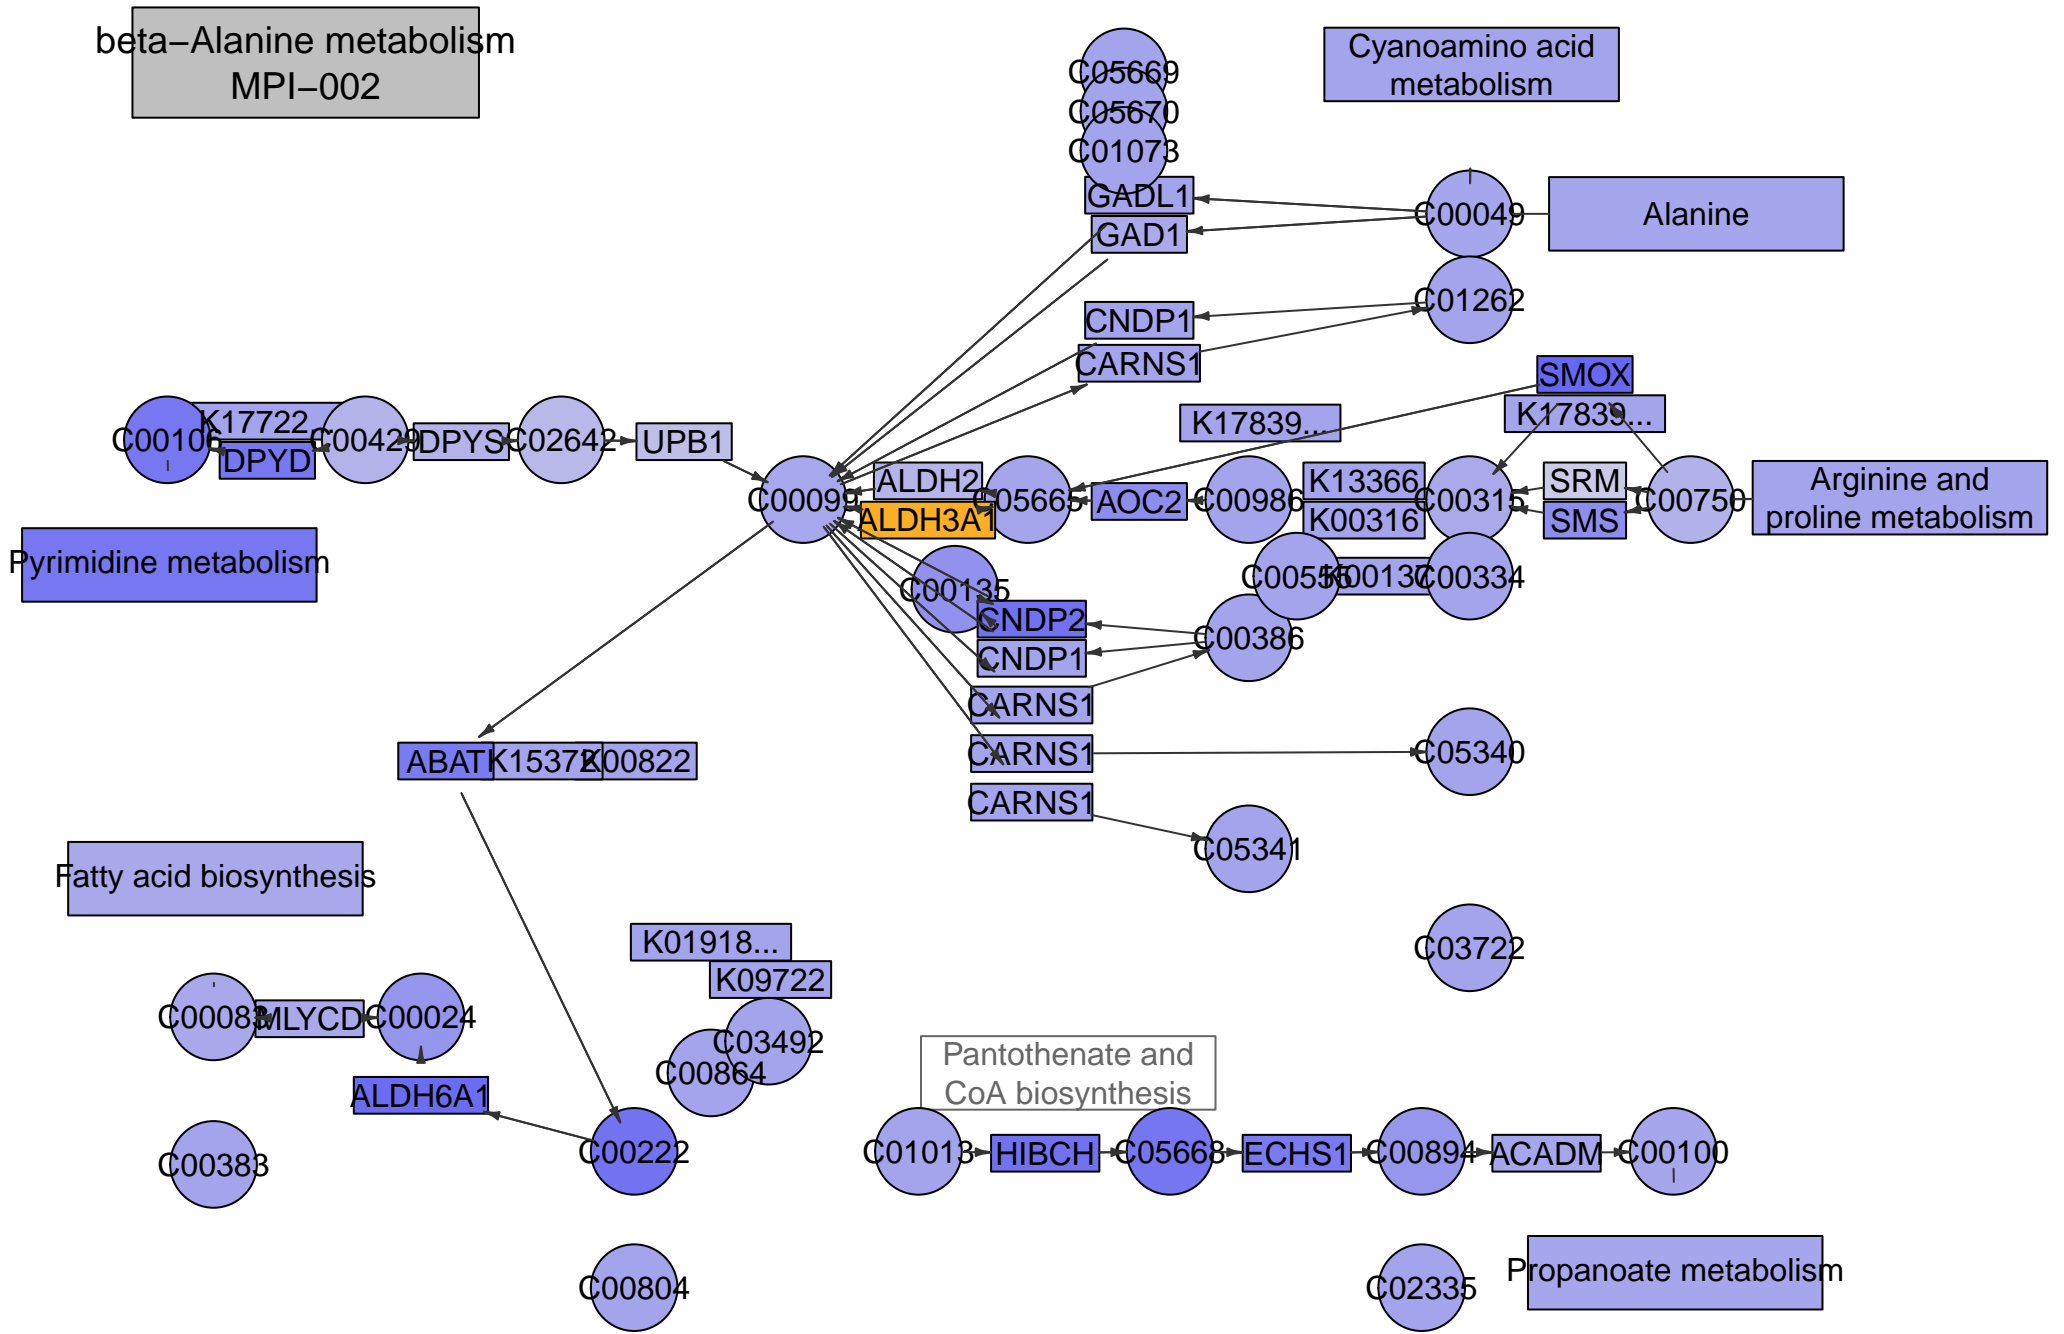 beta−Alanine metabolism
MPI−002
C05669
C05670
C01073
Cyanoamino acid
metabolism
GADL1
GAD1
C00049
Alanine
CNDP1
CARNS1
C01262
SMOX
K17839...
K17839...
C00106
K17722...
DPYD
C00429
DPYS
C02642
UPB1
C00099
ALDH2
ALDH3A1
C05665
AOC2
C00986
K13366
K00316
C00315
SRM
SMS
C00750
Arginine and
proline metabolism
Pyrimidine metabolism
C00135
C00555
K00137
C00334
CNDP2
CNDP1
C00386
CARNS1
CARNS1
CARNS1
C05340
C05341
ABAT
K15372
K00822
Fatty acid biosynthesis
K01918...
K09722
C03722
C00083
MLYCD
C00024
C03492
C00864
ALDH6A1
Pantothenate and
CoA biosynthesis
C00383
C00222
C01013
HIBCH
C05668
ECHS1
C00894
ACADM
C00100
C00804
C02335
Propanoate metabolism